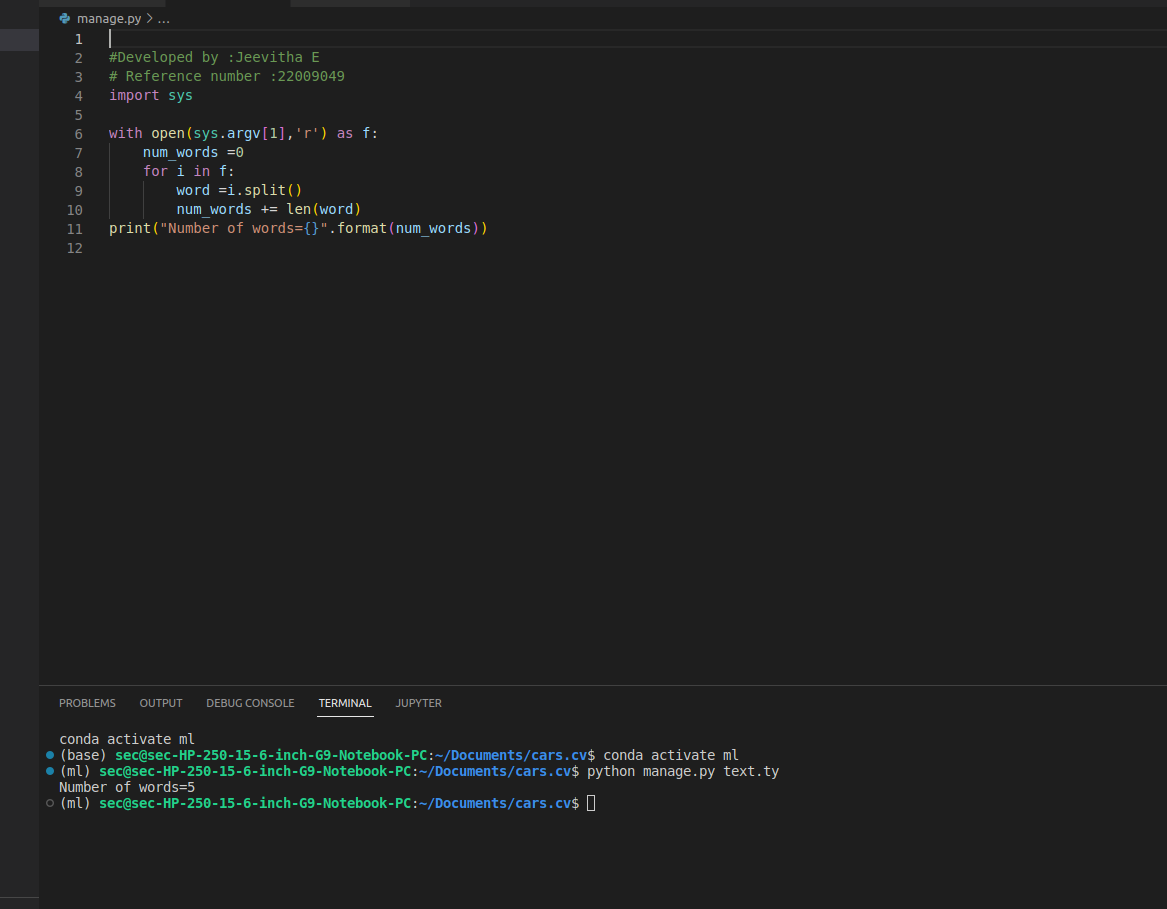 manage.py > ...
1
2 #Developed by :Jeevitha E
3 # Reference number :22009049
4 import sys
5
6 with open(sys.argv[1],'r') as f:
7     num_words =0
8     for i in f:
9         word =i.split()
10         num_words += len(word)
11 print("Number of words={}".format(num_words))
12
PROBLEMS OUTPUT DEBUG CONSOLE TERMINAL JUPYTER
conda activate ml
(base) sec@sec-HP-250-15-6-inch-G9-Notebook-PC:~/Documents/cars.cv$ conda activate ml
(ml) sec@sec-HP-250-15-6-inch-G9-Notebook-PC:~/Documents/cars.cv$ python manage.py text.ty
Number of words=5
(ml) sec@sec-HP-250-15-6-inch-G9-Notebook-PC:~/Documents/cars.cv$